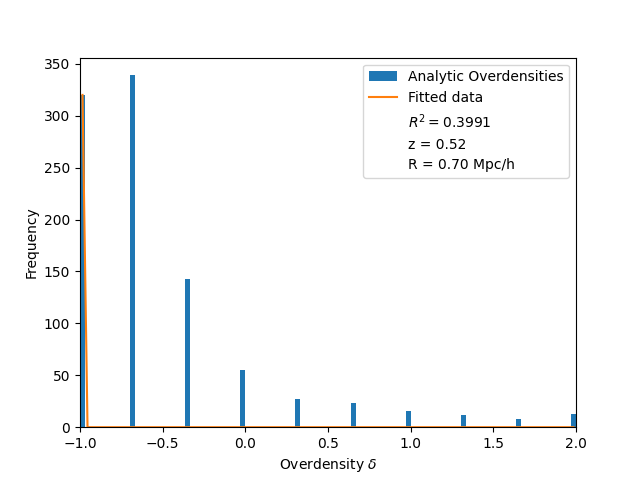 350
300
250
200
150
100
50
0
Frequency
−1.0 −0.5 0.0 0.5 1.0 1.5 2.0
Overdensity δ
Analytic Overdensities
Fitted data
R² = 0.3991
z = 0.52
R = 0.70 Mpc/h